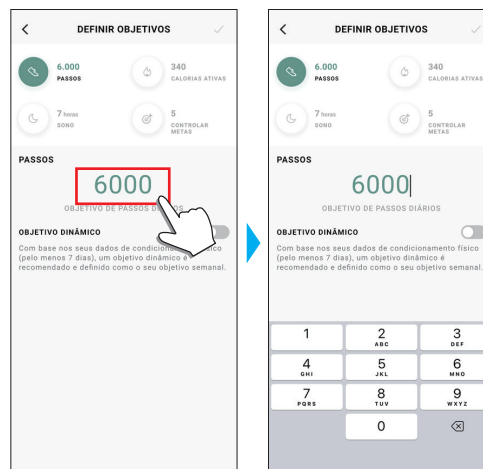 DEFINIR OBJETIVOS
6.000
PASSOS
340
CALORIAS ATIVAS
7 horas
SONO
5
CONTROLAR
METAS
PASSOS
6000
OBJETIVO DE PASSOS
OBJETIVO DINÂMICO
Com base nos seus dados de
(pelo menos 7 dias), um objetivo dinâmico é
recomendado e definido como o seu objetivo semanal.
DEFINIR OBJETIVOS
6.000
PASSOS
340
CALORIAS ATIVAS
7 horas
SONO
5
CONTROLAR
METAS
PASSOS
6000
OBJETIVO DE PASSOS DIÁRIOS
OBJETIVO DINÂMICO
Com base nos seus dados de condicionamento físico
(pelo menos 7 dias), um objetivo dinâmico é
recomendado e definido como o seu objetivo semanal.
1
2
ABC
3
DEF
4
GHI
5
JKL
6
MNO
7
PQRS
8
TUV
9
WXYZ
0